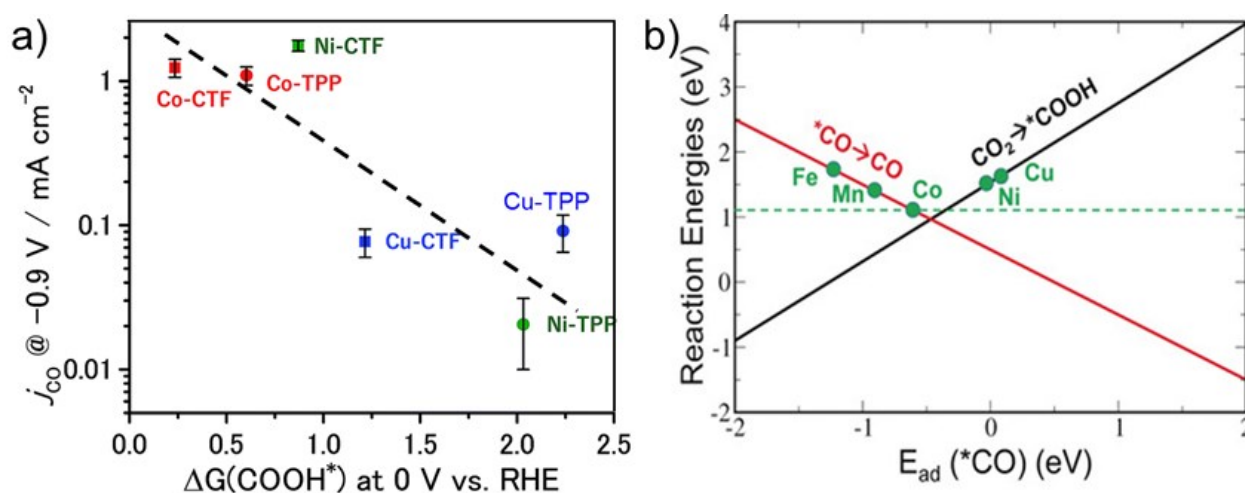 a)
j_CO @ −0.9 V / mA cm⁻²
1
0.1
0.01
Ni-CTF
Co-CTF
Co-TPP
Cu-TPP
Cu-CTF
Ni-TPP
0.0 0.5 1.0 1.5 2.0 2.5
ΔG(COOH*) at 0 V vs. RHE
b)
Reaction Energies (eV)
4
3
2
1
0
-1
-2
*CO→CO
CO₂→*COOH
Fe
Mn
Co
Cu
Ni
-2 -1 0 1 2
E_ad (*CO) (eV)